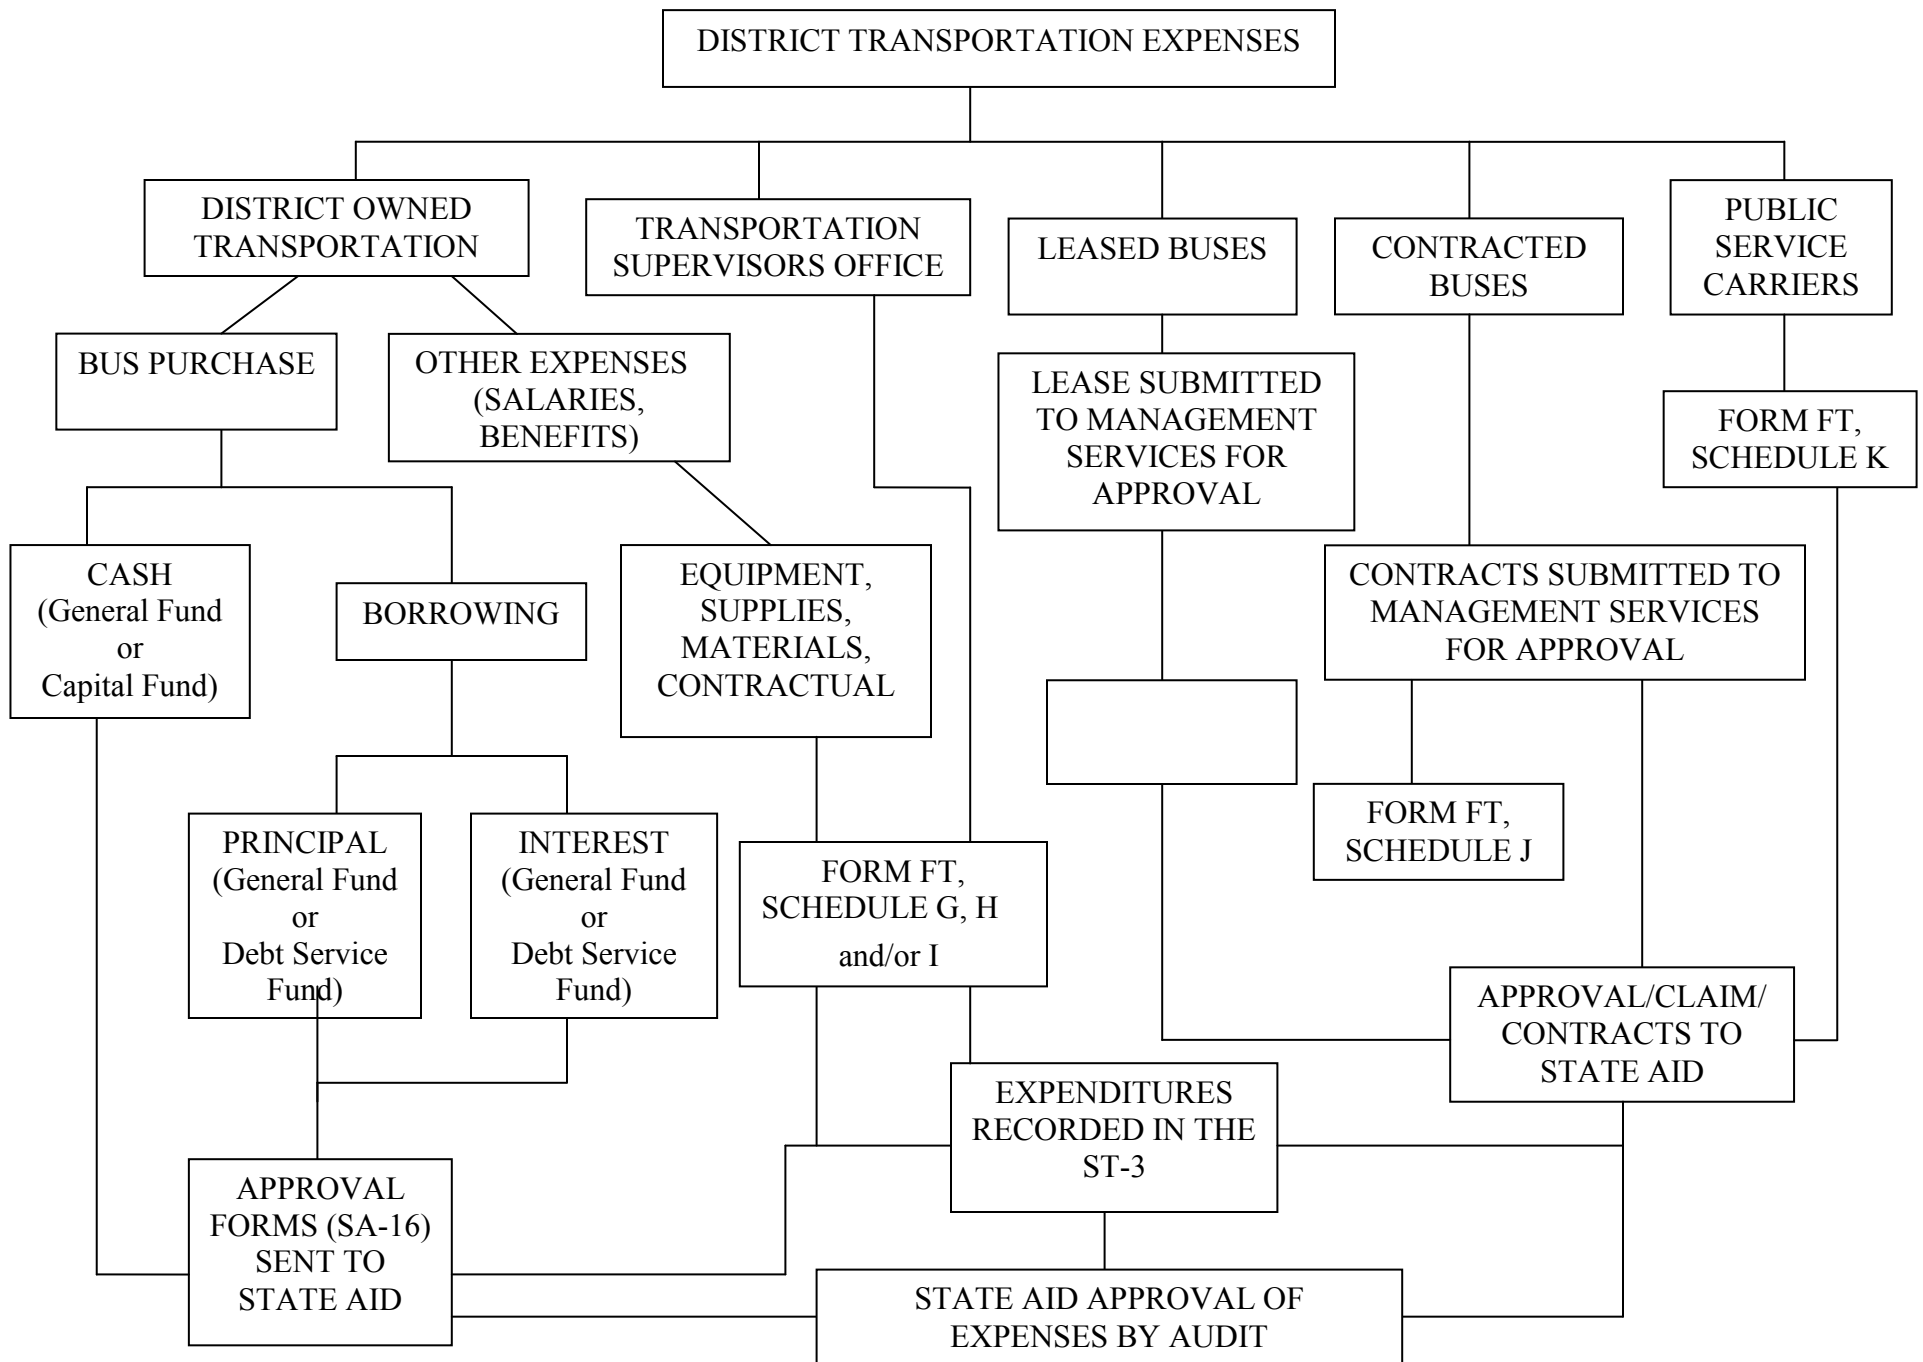 DISTRICT TRANSPORTATION EXPENSES
DISTRICT OWNED
TRANSPORTATION
TRANSPORTATION
SUPERVISORS OFFICE
LEASED BUSES
CONTRACTED
BUSES
PUBLIC
SERVICE
CARRIERS
BUS PURCHASE
OTHER EXPENSES
(SALARIES,
BENEFITS)
LEASE SUBMITTED
TO MANAGEMENT
SERVICES FOR
APPROVAL
FORM FT,
SCHEDULE K
CASH
(General Fund
or
Capital Fund)
BORROWING
EQUIPMENT,
SUPPLIES,
MATERIALS,
CONTRACTUAL
CONTRACTS SUBMITTED TO
MANAGEMENT SERVICES
FOR APPROVAL
FORM FT,
SCHEDULE J
PRINCIPAL
(General Fund
or
Debt Service
Fund)
INTEREST
(General Fund
or
Debt Service
Fund)
FORM FT,
SCHEDULE G, H
and/or I
APPROVAL/CLAIM/
CONTRACTS TO
STATE AID
EXPENDITURES
RECORDED IN THE
ST-3
APPROVAL
FORMS (SA-16)
SENT TO
STATE AID
STATE AID APPROVAL OF
EXPENSES BY AUDIT